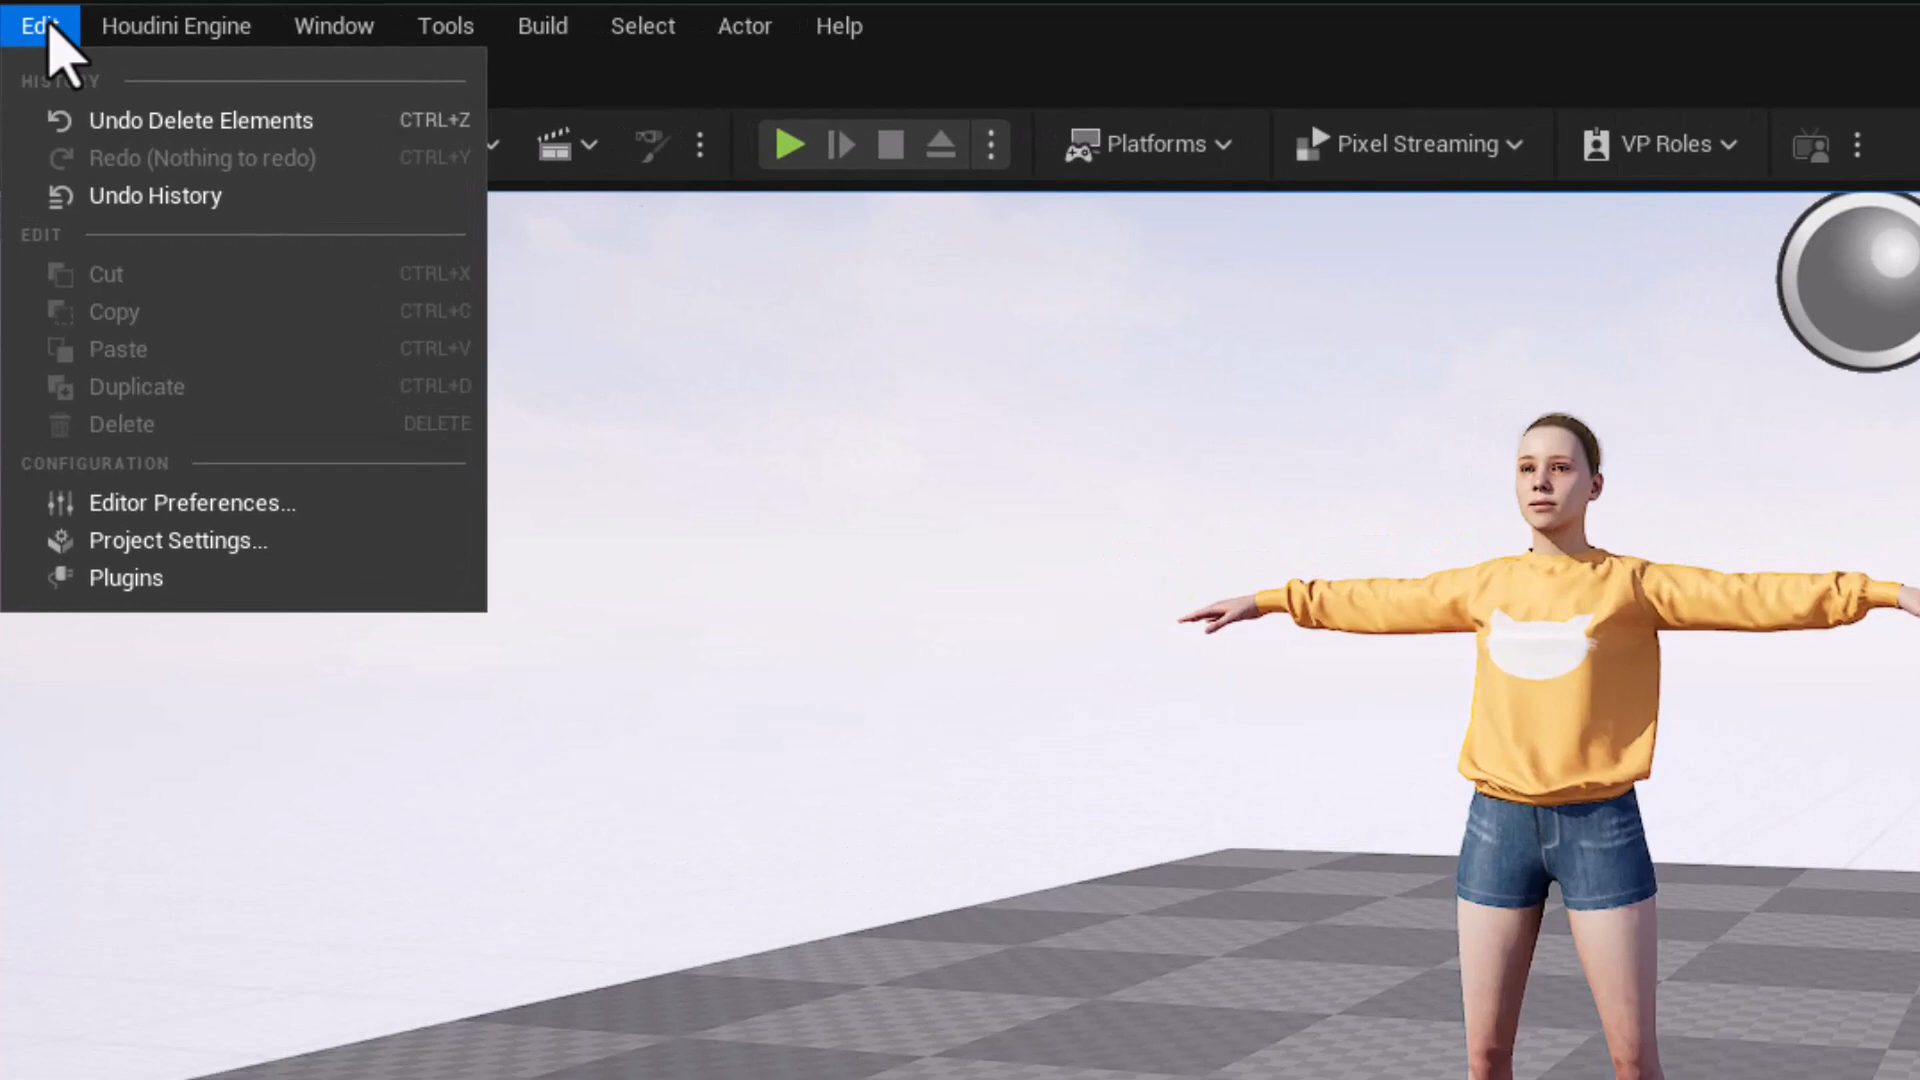 Edit Houdini Engine Window Tools Build Select Actor Help
HISTORY
Undo Delete Elements CTRL+Z
Redo (Nothing to redo) CTRL+Y
Undo History
EDIT
Cut CTRL+X
Copy CTRL+C
Paste CTRL+V
Duplicate CTRL+D
Delete DELETE
CONFIGURATION
Editor Preferences...
Project Settings...
Plugins
Platforms Pixel Streaming VP Roles